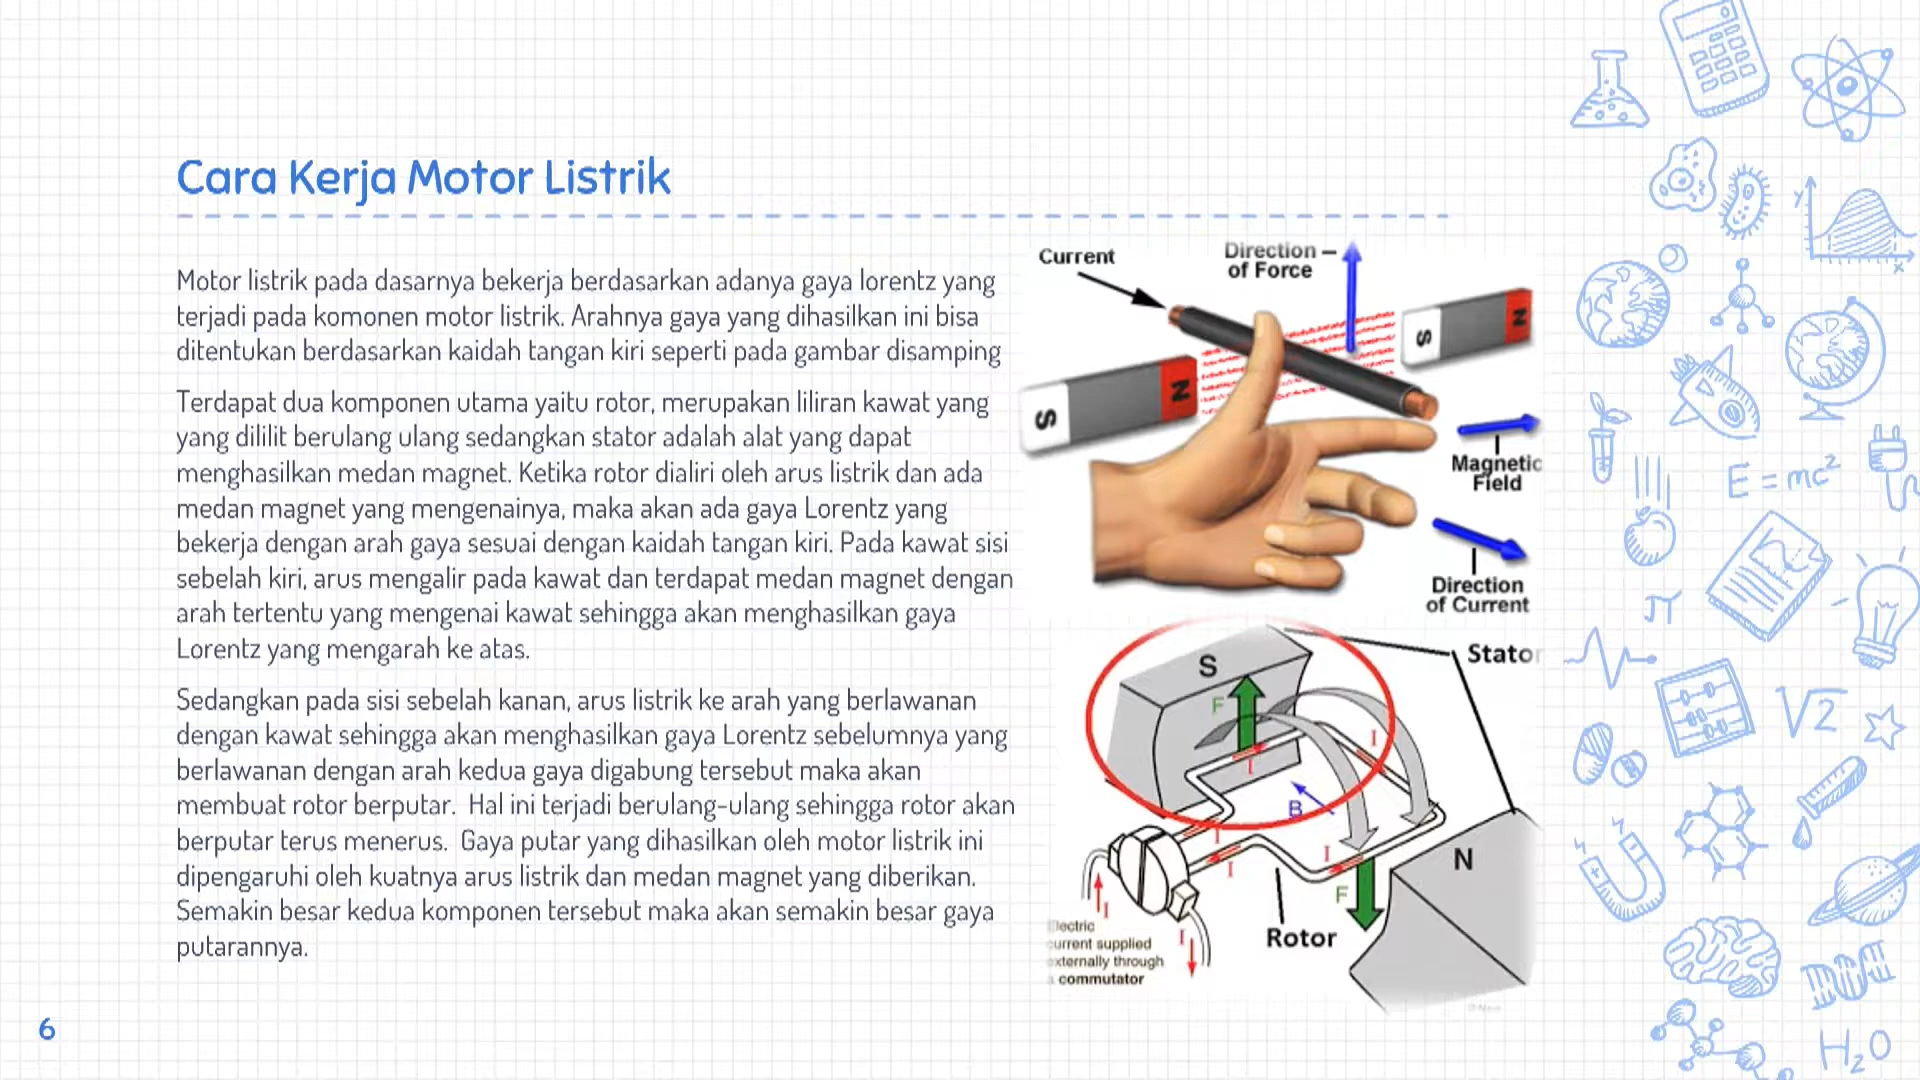 Cara Kerja Motor Listrik
Motor listrik pada dasarnya bekerja berdasarkan adanya gaya lorentz yang
terjadi pada komonen motor listrik. Arahnya gaya yang dihasilkan ini bisa
ditentukan berdasarkan kaidah tangan kiri seperti pada gambar disamping
Terdapat dua komponen utama yaitu rotor, merupakan liliran kawat yang
yang dililit berulang ulang sedangkan stator adalah alat yang dapat
menghasilkan medan magnet. Ketika rotor dialiri oleh arus listrik dan ada
medan magnet yang mengenainya, maka akan ada gaya Lorentz yang
bekerja dengan arah gaya sesuai dengan kaidah tangan kiri. Pada kawat sisi
sebelah kiri, arus mengalir pada kawat dan terdapat medan magnet dengan
arah tertentu yang mengenai kawat sehingga akan menghasilkan gaya
Lorentz yang mengarah ke atas.
Sedangkan pada sisi sebelah kanan, arus listrik ke arah yang berlawanan
dengan kawat sehingga akan menghasilkan gaya Lorentz sebelumnya yang
berlawanan dengan arah kedua gaya digabung tersebut maka akan
membuat rotor berputar.  Hal ini terjadi berulang-ulang sehingga rotor akan
berputar terus menerus.  Gaya putar yang dihasilkan oleh motor listrik ini
dipengaruhi oleh kuatnya arus listrik dan medan magnet yang diberikan.
Semakin besar kedua komponen tersebut maka akan semakin besar gaya
putarannya.
Current
Direction
of Force
S
N
S
N
Magnetic
Field
Direction
of Current
Stator
S
F
I
I
B
I
I
I
F
N
I
I
Rotor
Electric
current supplied
externally through
a commutator
y
x
E=mc²
π
√2
H₂O
6